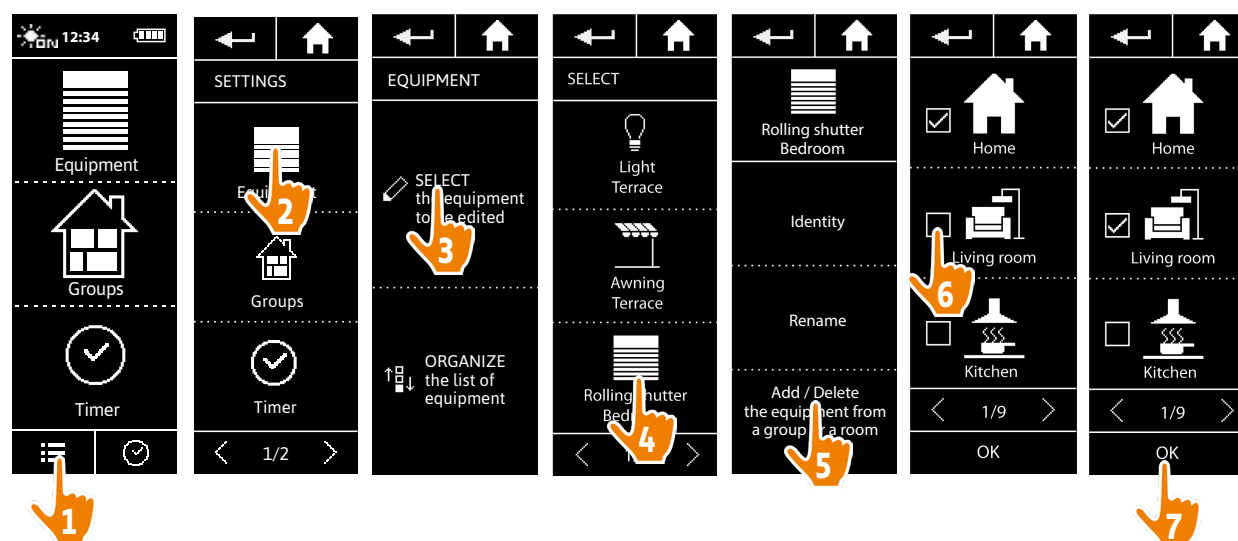 ON 12:34
Equipment
Groups
Timer
1
SETTINGS
Equipment
2
Groups
Timer
1/2
EQUIPMENT
SELECT
the equipment
to be edited
3
ORGANIZE
the list of
equipment
SELECT
Light
Terrace
Awning
Terrace
Rolling shutter
4
Rolling shutter
Bedroom
Identity
Rename
Add / Delete
the equipment from
a group or a room
5
Home
Living room
6
Kitchen
1/9
OK
Home
Living room
Kitchen
1/9
OK
7